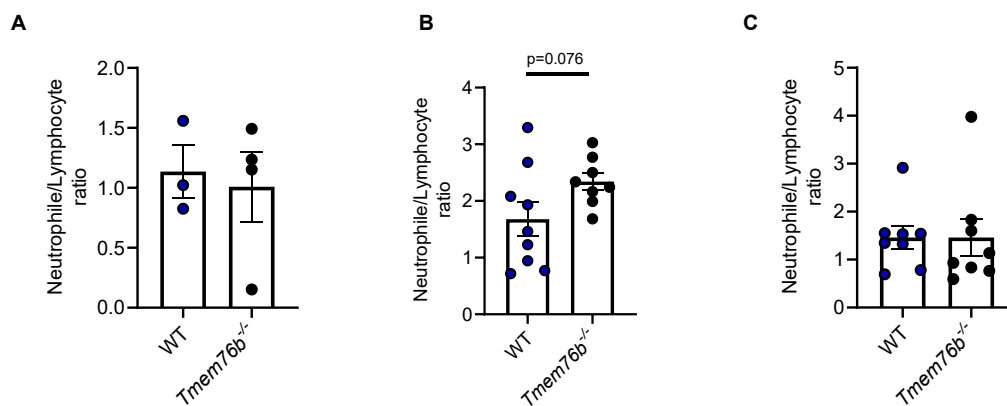 A
Neutrophile/Lymphocyte
ratio
2.0
1.5
1.0
0.5
0.0
WT
Tmem76b-/-
B
p=0.076
Neutrophile/Lymphocyte
ratio
4
3
2
1
0
WT
Tmem76b-/-
C
Neutrophile/Lymphocyte
ratio
5
4
3
2
1
0
WT
Tmem76b-/-